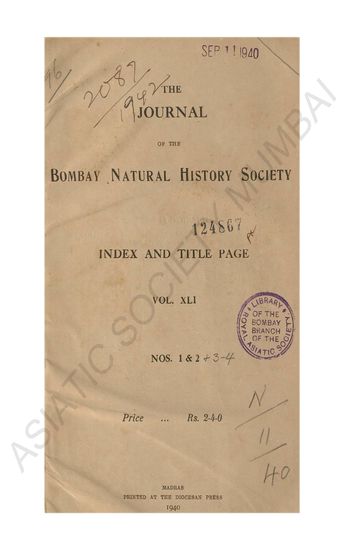 SEP 11 1940
96
2087
1942
THE
JOURNAL
OF THE
BOMBAY NATURAL HISTORY SOCIETY
124867
INDEX AND TITLE PAGE
VOL. XLI
LIBRARY
OF THE BOMBAY BRANCH OF THE
ROYAL ASIATIC SOCIETY
NOS. 1 & 2 +3-4
Price ... Rs. 2-4-0
N
11
40
MADRAS
PRINTED AT THE DIOCESAN PRESS
1940
ASIATIC SOCIETY MUMBAI